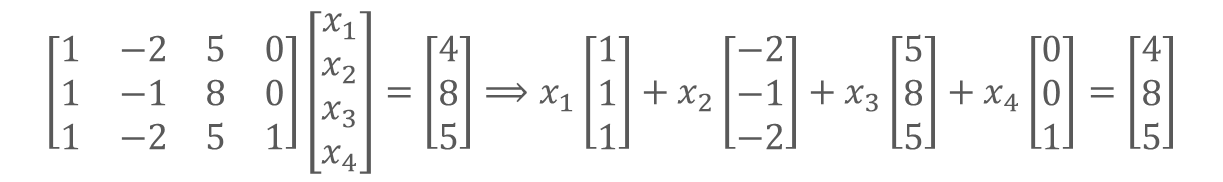 [1 −2 5 0; 1 −1 8 0; 1 −2 5 1] [x₁; x₂; x₃; x₄] = [4; 8; 5] ⟹ x₁ [1; 1; 1] + x₂ [−2; −1; −2] + x₃ [5; 8; 5] + x₄ [0; 0; 1] = [4; 8; 5]